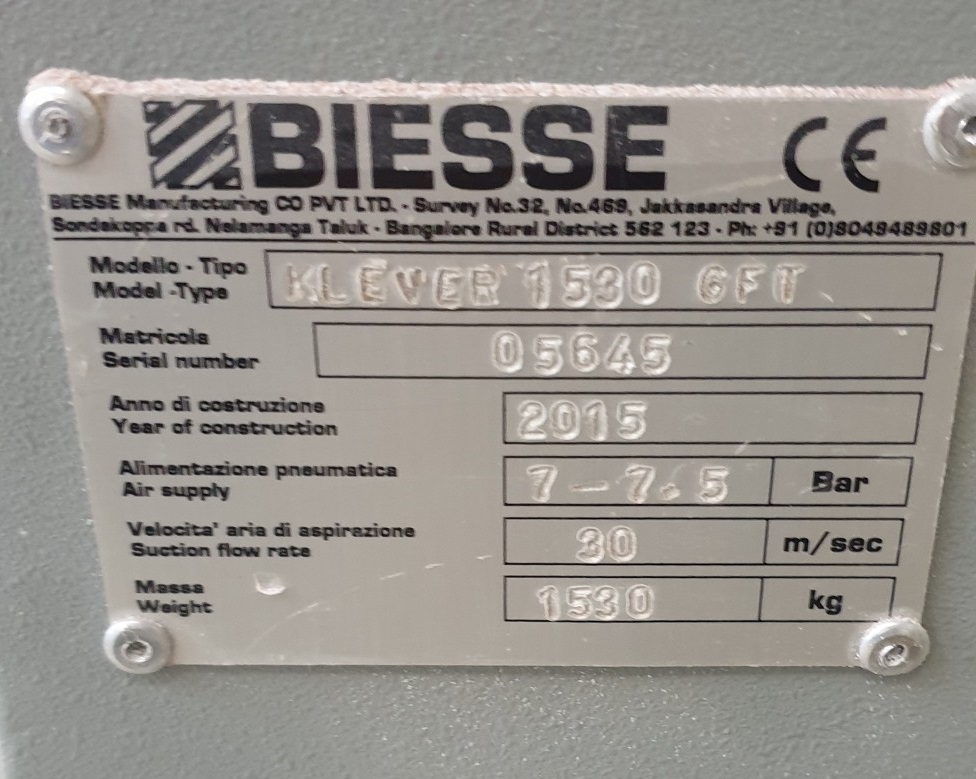 BIESSE CE
BIESSE Manufacturing CO PVT LTD. - Survey No.32, No.469, Jakkasandra Village,
Sondekoppa rd. Nelamanga Taluk - Bangalore Rural District 562 123 - Ph: +91 (0)8048489801
Modello - Tipo
Model -Type KLEVER 1530 6FT
Matricola
Serial number 05645
Anno di costruzione
Year of construction 2015
Alimentazione pneumatica
Air supply 7-7.5 Bar
Velocita' aria di aspirazione
Suction flow rate 30 m/sec
Massa
Weight 1530 kg